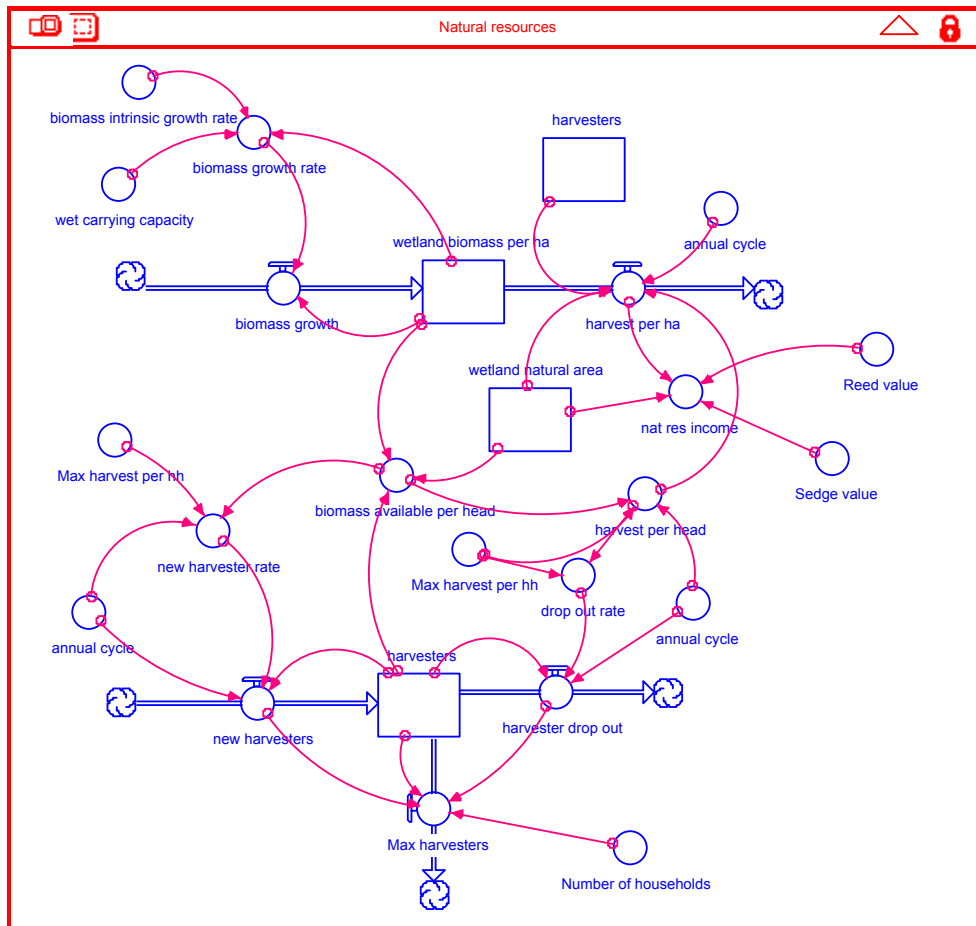 Natural resources
biomass intrinsic growth rate
harvesters
biomass growth rate
wet carrying capacity
annual cycle
wetland biomass per ha
biomass growth
harvest per ha
wetland natural area
Reed value
nat res income
Max harvest per hh
Sedge value
biomass available per head
harvest per head
new harvester rate
Max harvest per hh
drop out rate
annual cycle
annual cycle
harvesters
new harvesters
harvester drop out
Max harvesters
Number of households